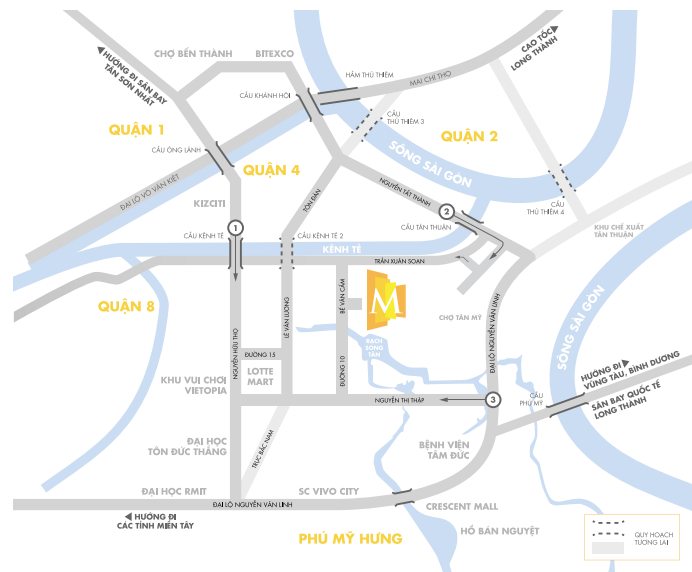 CHỢ BẾN THÀNH
BITEXCO
HƯỚNG ĐI SÂN BAY
TÂN SƠN NHẤT
CAO TỐC
LONG THÀNH
HẦM THỦ THIÊM
MAI CHÍ THỌ
CẦU KHÁNH HỘI
CẦU
THỦ THIÊM 3
QUẬN 1
QUẬN 2
CẦU ÔNG LÃNH
QUẬN 4
SÔNG SÀI GÒN
ĐẠI LỘ VÕ VĂN KIỆT
TÔN ĐẢN
NGUYỄN TẤT THÀNH
KIZCITI
CẦU
THỦ THIÊM 4
1
2
CẦU TÂN THUẬN
KHU CHẾ XUẤT
TÂN THUẬN
CẦU KÊNH TẺ
CẦU KÊNH TẺ 2
KÊNH TẺ
TRẦN XUÂN SOẠN
QUẬN 8
BẾ VĂN CẤM
M
CHỢ TÂN MỸ
LÊ VĂN LƯƠNG
NGUYỄN HỮU THỌ
ĐẠI LỘ NGUYỄN VĂN LINH
SÔNG SÀI GÒN
RẠCH
SONG
TÂN
ĐƯỜNG 15
ĐƯỜNG 10
LOTTE
MART
KHU VUI CHƠI
VIETOPIA
HƯỚNG ĐI
VŨNG TÀU, BÌNH DƯƠNG
CẦU
PHÚ MỸ
SÂN BAY QUỐC TẾ
LONG THÀNH
NGUYỄN THỊ THẬP
3
TRỤC BẮC NAM
ĐẠI HỌC
TÔN ĐỨC THẮNG
BỆNH VIỆN
TÂM ĐỨC
ĐẠI HỌC RMIT
SC VIVO CITY
ĐẠI LỘ NGUYỄN VĂN LINH
CRESCENT MALL
HƯỚNG ĐI
CÁC TỈNH MIỀN TÂY
PHÚ MỸ HƯNG
HỒ BÁN NGUYỆT
QUY HOẠCH
TƯƠNG LAI